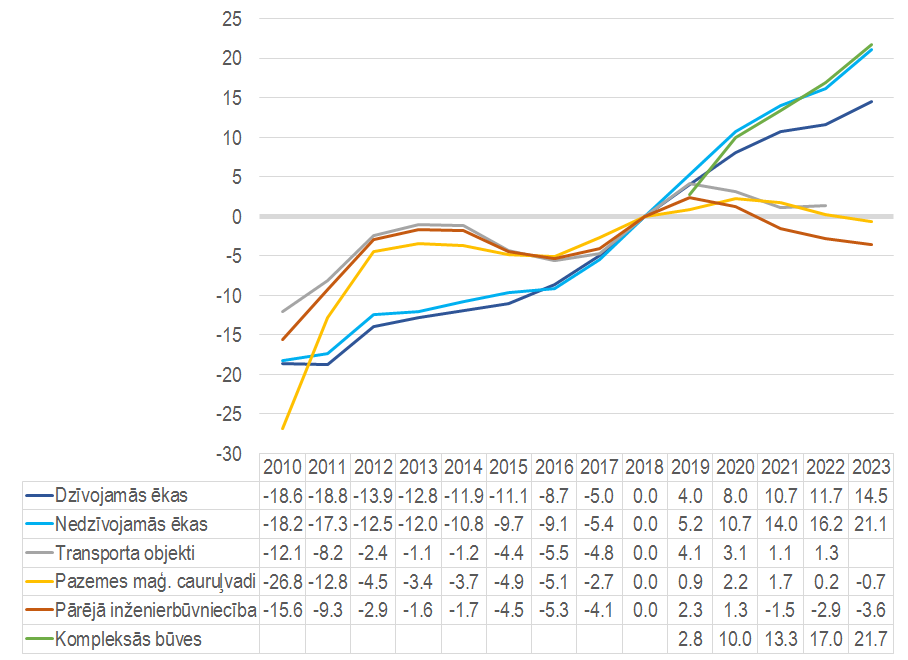 25
20
15
10
5
0
-5
-10
-15
-20
-25
-30
2010 2011 2012 2013 2014 2015 2016 2017 2018 2019 2020 2021 2022 2023
Dzīvojamās ēkas -18.6 -18.8 -13.9 -12.8 -11.9 -11.1 -8.7 -5.0 0.0 4.0 8.0 10.7 11.7 14.5
Nedzīvojamās ēkas -18.2 -17.3 -12.5 -12.0 -10.8 -9.7 -9.1 -5.4 0.0 5.2 10.7 14.0 16.2 21.1
Transporta objekti -12.1 -8.2 -2.4 -1.1 -1.2 -4.4 -5.5 -4.8 0.0 4.1 3.1 1.1 1.3
Pazemes maģ. cauruļvadi -26.8 -12.8 -4.5 -3.4 -3.7 -4.9 -5.1 -2.7 0.0 0.9 2.2 1.7 0.2 -0.7
Pārējā inženierbūvniecība -15.6 -9.3 -2.9 -1.6 -1.7 -4.5 -5.3 -4.1 0.0 2.3 1.3 -1.5 -2.9 -3.6
Kompleksās būves 2.8 10.0 13.3 17.0 21.7